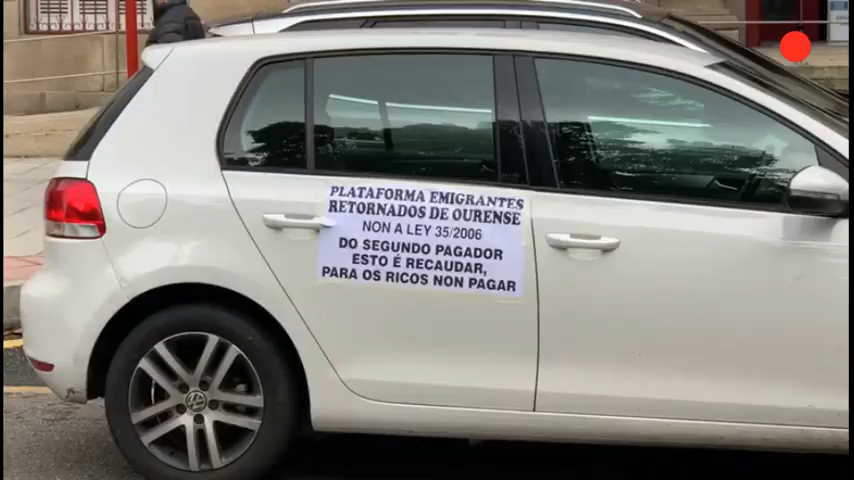 PLATAFORMA EMIGRANTES
RETORNADOS DE OURENSE
NON A LEY 35/2006
DO SEGUNDO PAGADOR
ESTO É RECAUDAR,
PARA OS RICOS NON PAGAR